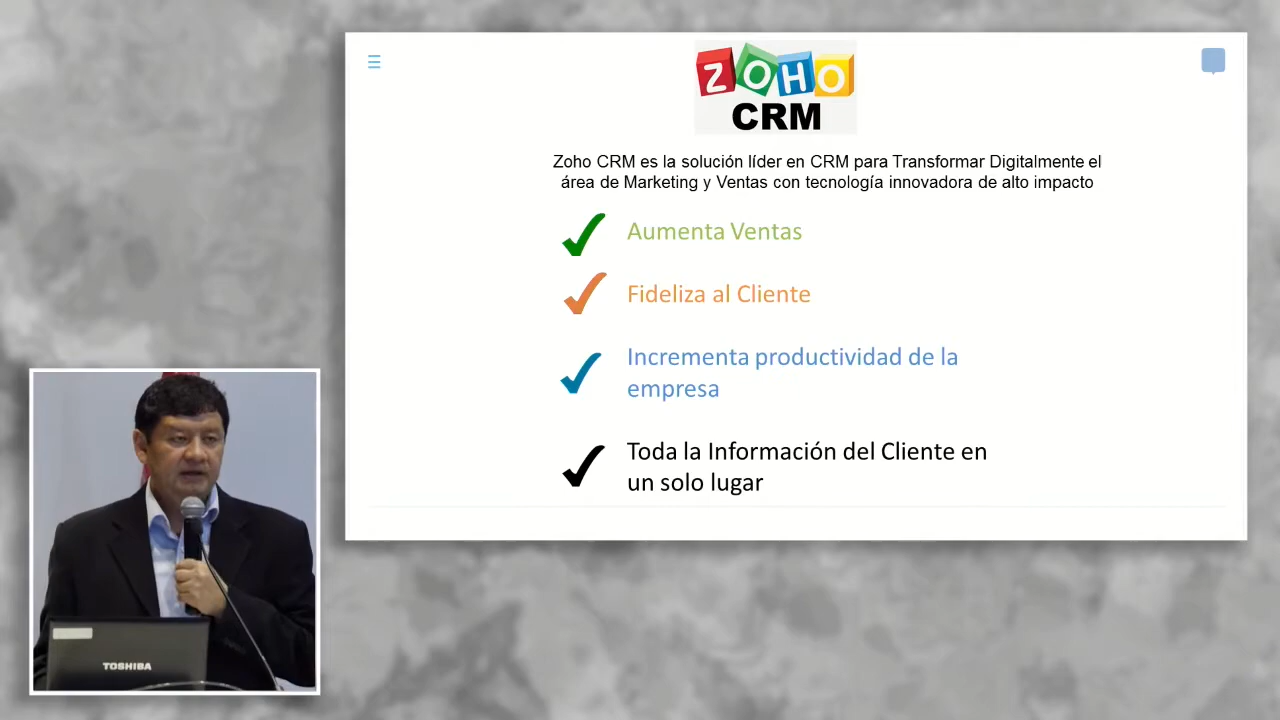 ZOHO
CRM
Zoho CRM es la solución líder en CRM para Transformar Digitalmente el
área de Marketing y Ventas con tecnología innovadora de alto impacto
Aumenta Ventas
Fideliza al Cliente
Incrementa productividad de la
empresa
Toda la Información del Cliente en
un solo lugar
TOSHIBA